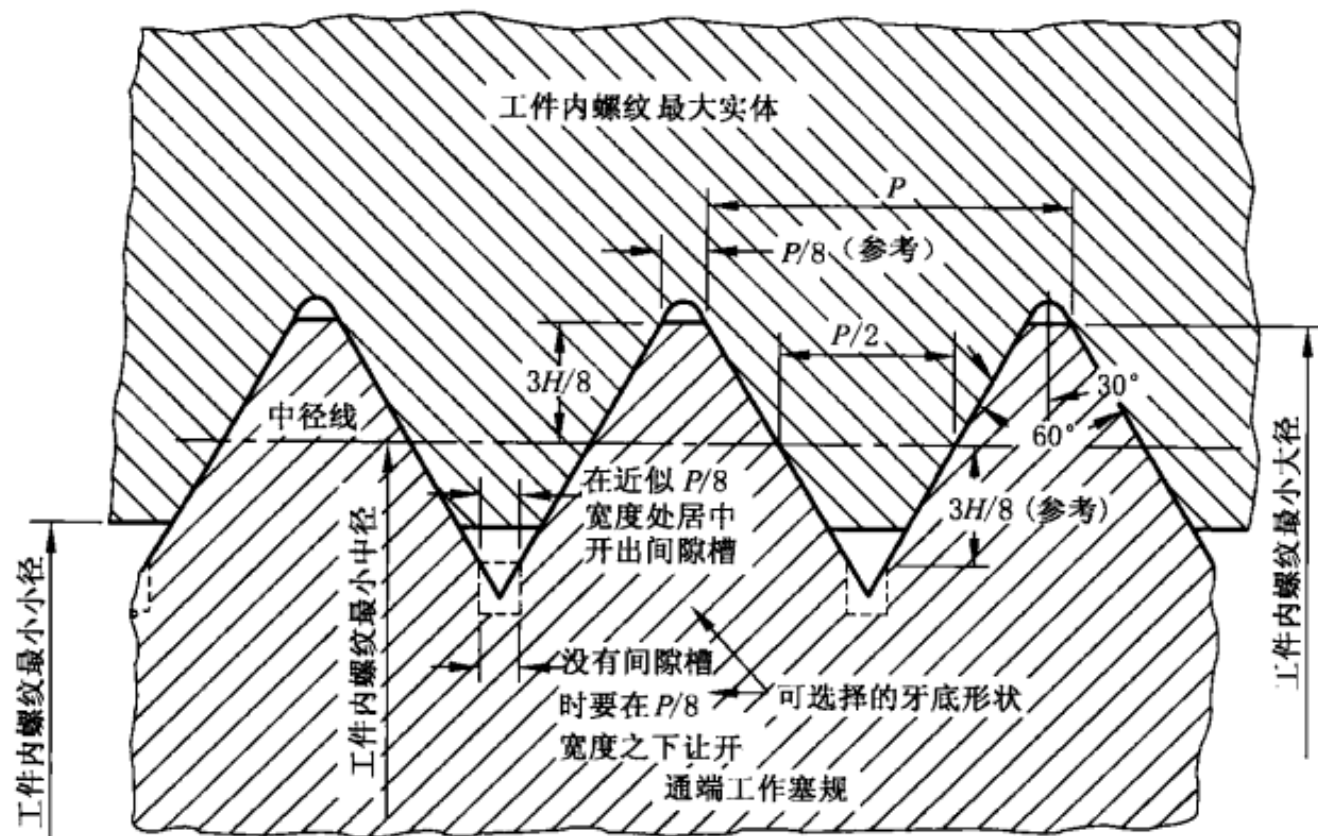 工件内螺纹最大实体
P
P/8（参考）
P/2
3H/8
30°
中径线
60°
在近似 P/8
宽度处居中
开出间隙槽
3H/8（参考）
工件内螺纹最小大径
工件内螺纹最小中径
工件内螺纹最小小径
没有间隙槽
时要在 P/8
宽度之下让开
可选择的牙底形状
通端工作塞规